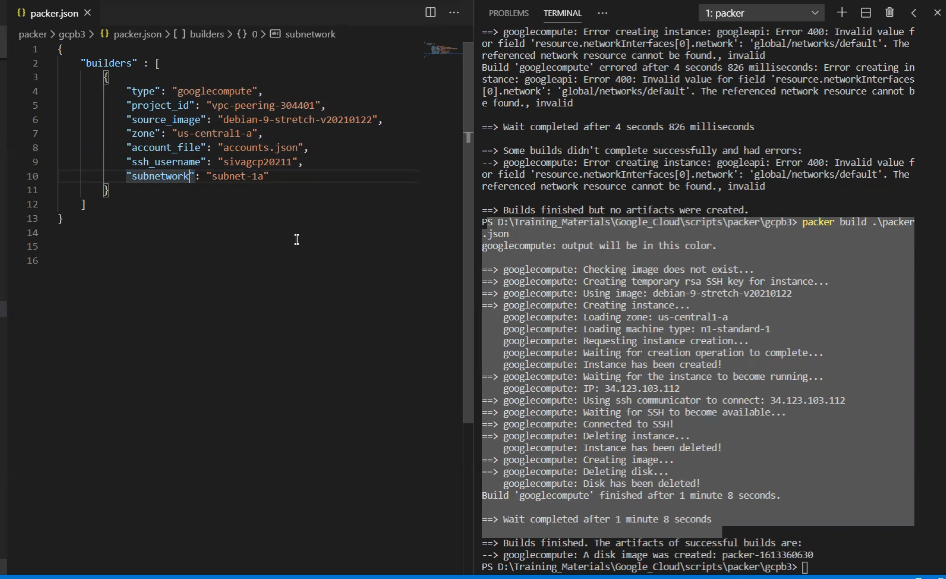 {} packer.json ×
packer > gcpb3 > {} packer.json > [ ] builders > {} 0 > abc subnetwork
1 {
2 "builders" : [
3 {
4 "type": "googlecompute",
5 "project_id": "vpc-peering-304401",
6 "source_image": "debian-9-stretch-v20210122",
7 "zone": "us-central1-a",
8 "account_file": "accounts.json",
9 "ssh_username": "sivagcp20211",
10 "subnetwork": "subnet-1a"
11 }
12 ]
13 }
14
15
16
PROBLEMS TERMINAL ··· 1: packer
==> googlecompute: Error creating instance: googleapi: Error 400: Invalid value f
or field 'resource.networkInterfaces[0].network': 'global/networks/default'. The
referenced network resource cannot be found., invalid
Build 'googlecompute' errored after 4 seconds 826 milliseconds: Error creating in
stance: googleapi: Error 400: Invalid value for field 'resource.networkInterfaces
[0].network': 'global/networks/default'. The referenced network resource cannot b
e found., invalid
==> Wait completed after 4 seconds 826 milliseconds
==> Some builds didn't complete successfully and had errors:
--> googlecompute: Error creating instance: googleapi: Error 400: Invalid value f
or field 'resource.networkInterfaces[0].network': 'global/networks/default'. The
referenced network resource cannot be found., invalid
==> Builds finished but no artifacts were created.
PS D:\Training_Materials\Google_Cloud\scripts\packer\gcpb3> packer build .\packer
.json
googlecompute: output will be in this color.
==> googlecompute: Checking image does not exist...
==> googlecompute: Creating temporary rsa SSH key for instance...
==> googlecompute: Using image: debian-9-stretch-v20210122
==> googlecompute: Creating instance...
googlecompute: Loading zone: us-central1-a
googlecompute: Loading machine type: n1-standard-1
googlecompute: Requesting instance creation...
googlecompute: Waiting for creation operation to complete...
googlecompute: Instance has been created!
==> googlecompute: Waiting for the instance to become running...
googlecompute: IP: 34.123.103.112
==> googlecompute: Using ssh communicator to connect: 34.123.103.112
==> googlecompute: Waiting for SSH to become available...
==> googlecompute: Connected to SSH!
==> googlecompute: Deleting instance...
googlecompute: Instance has been deleted!
==> googlecompute: Creating image...
==> googlecompute: Deleting disk...
googlecompute: Disk has been deleted!
Build 'googlecompute' finished after 1 minute 8 seconds.
==> Wait completed after 1 minute 8 seconds
==> Builds finished. The artifacts of successful builds are:
--> googlecompute: A disk image was created: packer-1613360630
PS D:\Training_Materials\Google_Cloud\scripts\packer\gcpb3>